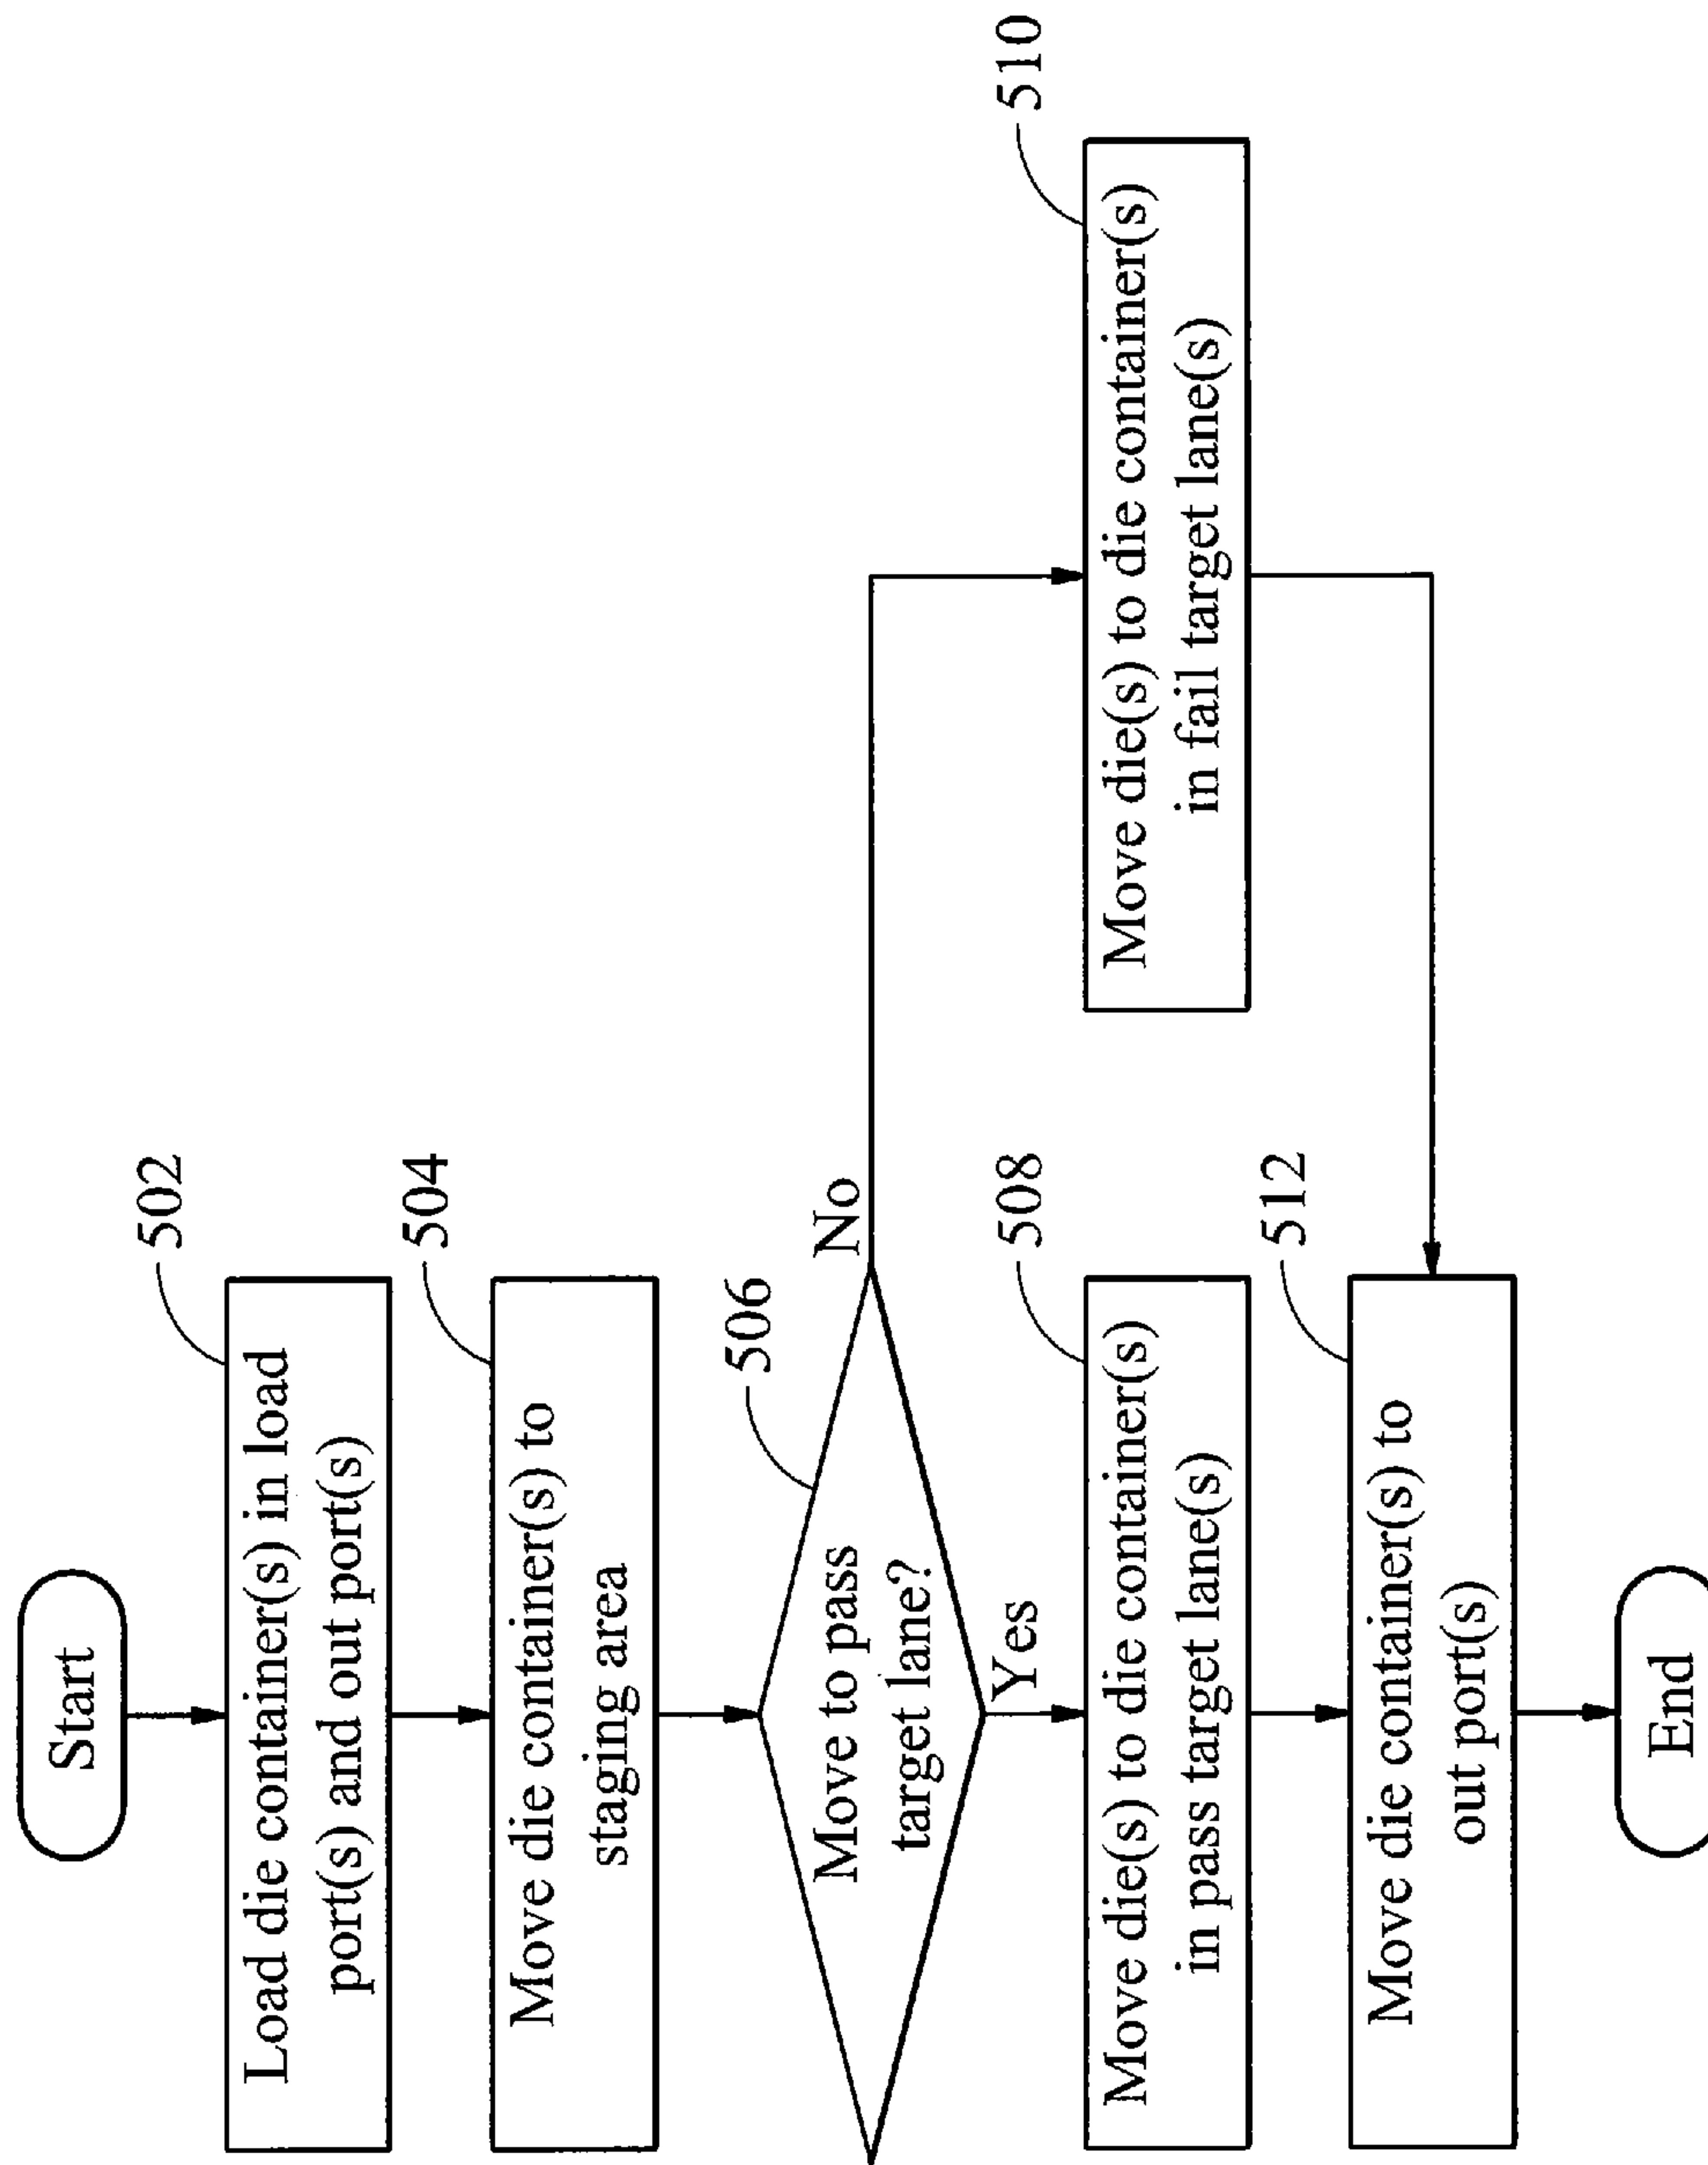 Start
502
Load die container(s) in load
port(s) and out port(s)
504
Move die container(s) to
staging area
506
Move to pass
target lane?
No
Yes
508
Move die(s) to die container(s)
in pass target lane(s)
510
Move die(s) to die container(s)
in fail target lane(s)
512
Move die container(s) to
out port(s)
End